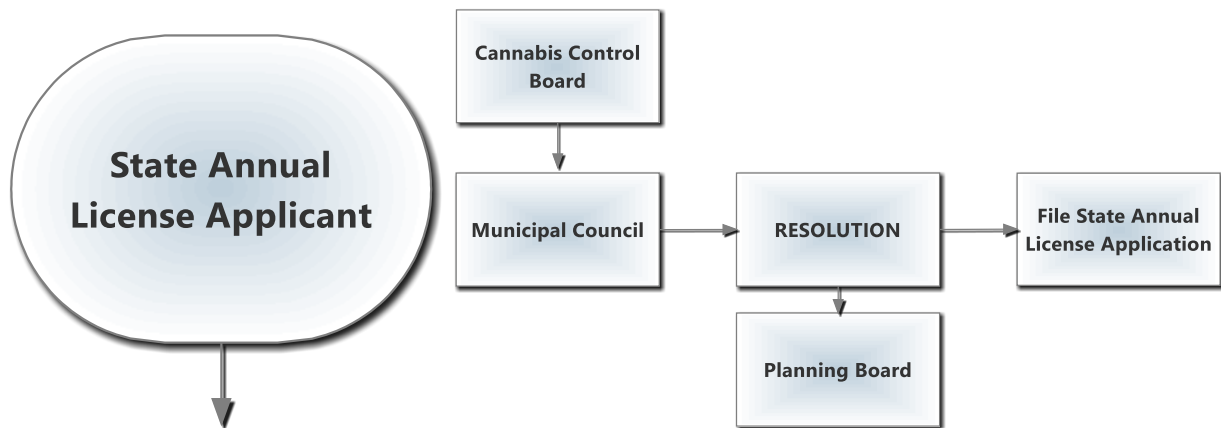 State Annual
License Applicant
Cannabis Control
Board
Municipal Council
RESOLUTION
File State Annual
License Application
Planning Board